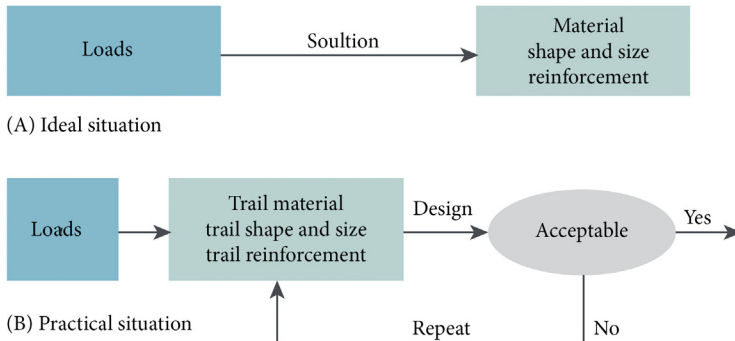 Loads
Soultion
Material
shape and size
reinforcement
(A) Ideal situation
Loads
Trail material
trail shape and size
trail reinforcement
Design
Acceptable
Yes
(B) Practical situation
Repeat
No